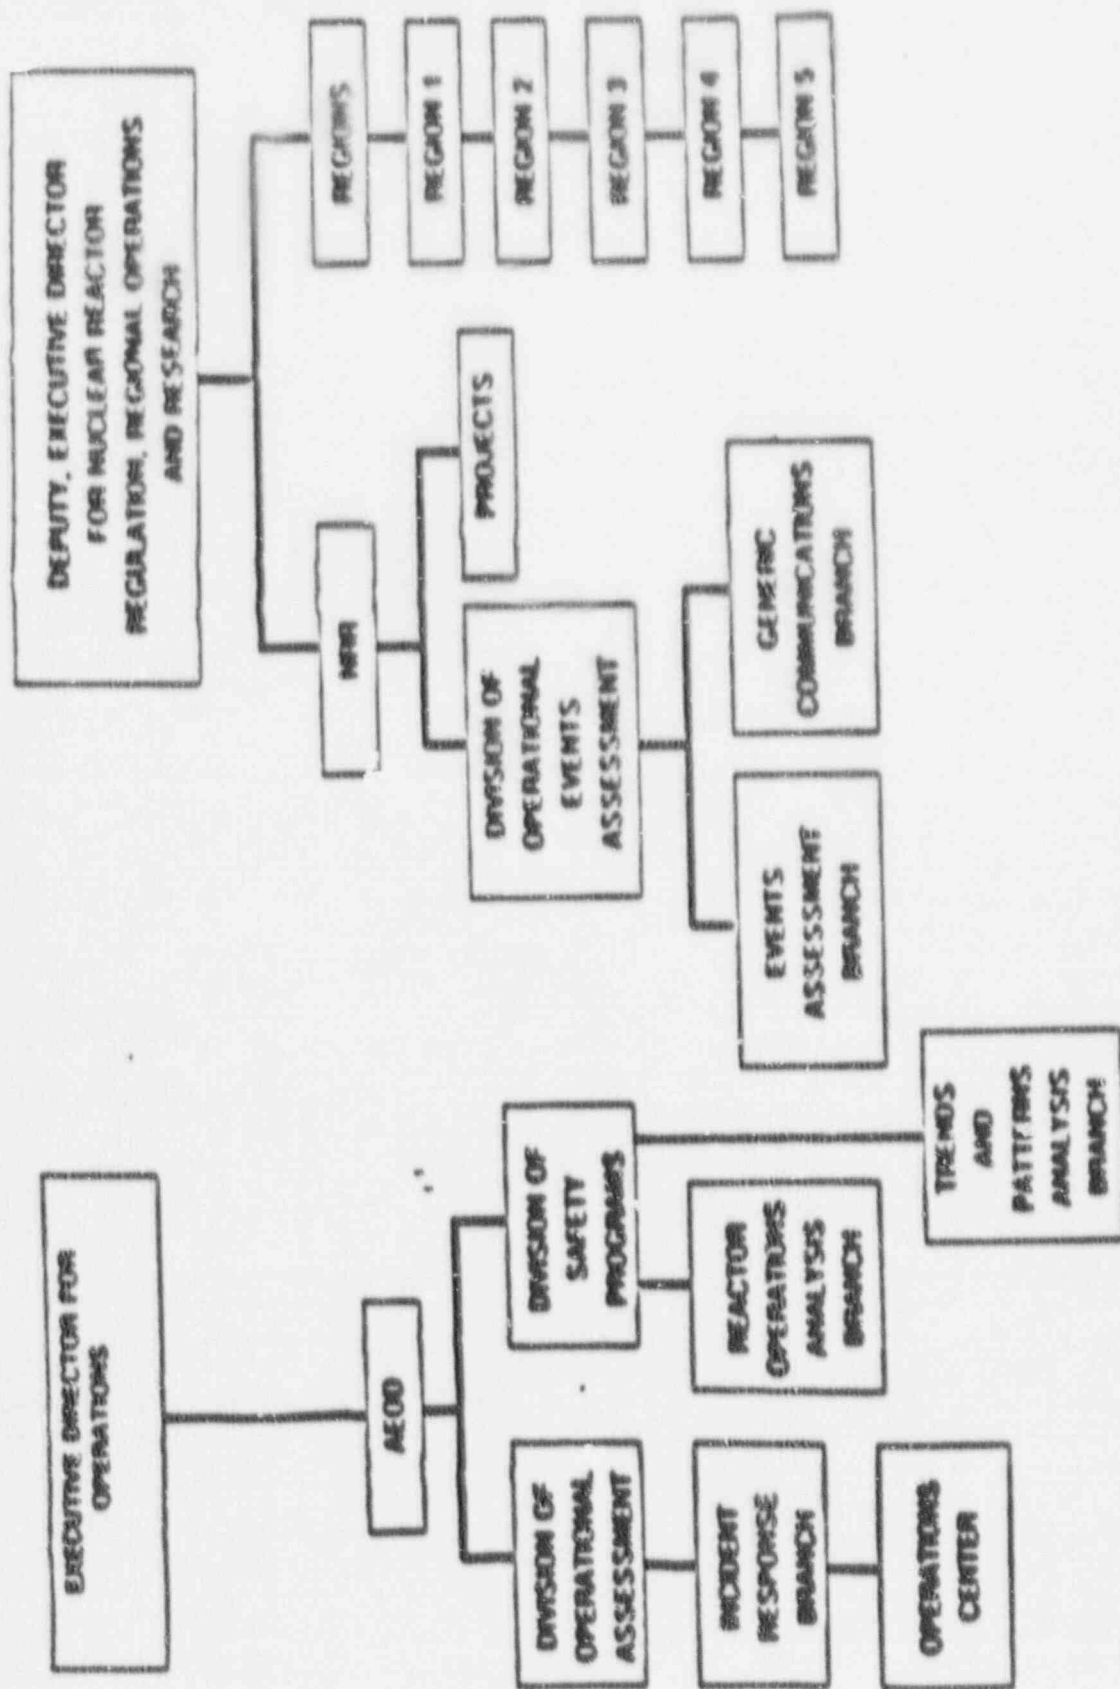 EXECUTIVE DIRECTOR FOR
OPERATIONS
AEOD
DIVISION OF
OPERATIONAL
ASSESSMENT
INCIDENT
RESPONSE
BRANCH
OPERATIONS
CENTER
DIVISION OF
SAFETY
PROGRAMS
REACTOR
OPERATIONS
ANALYSIS
BRANCH
TRENDS
AND
PATTERNS
ANALYSIS
BRANCH
DEPUTY, EXECUTIVE DIRECTOR
FOR NUCLEAR REACTOR
REGULATION, REGIONAL OPERATIONS
AND RESEARCH
NRR
DIVISION OF
OPERATIONAL
EVENTS
ASSESSMENT
EVENTS
ASSESSMENT
BRANCH
GENERIC
COMMUNICATIONS
BRANCH
PROJECTS
REGIONS
REGION 1
REGION 2
REGION 3
REGION 4
REGION 5